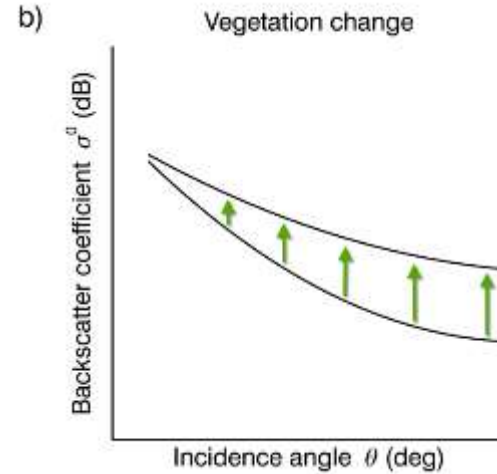 b)
Vegetation change
Backscatter coefficient σ⁰ (dB)
Incidence angle θ (deg)